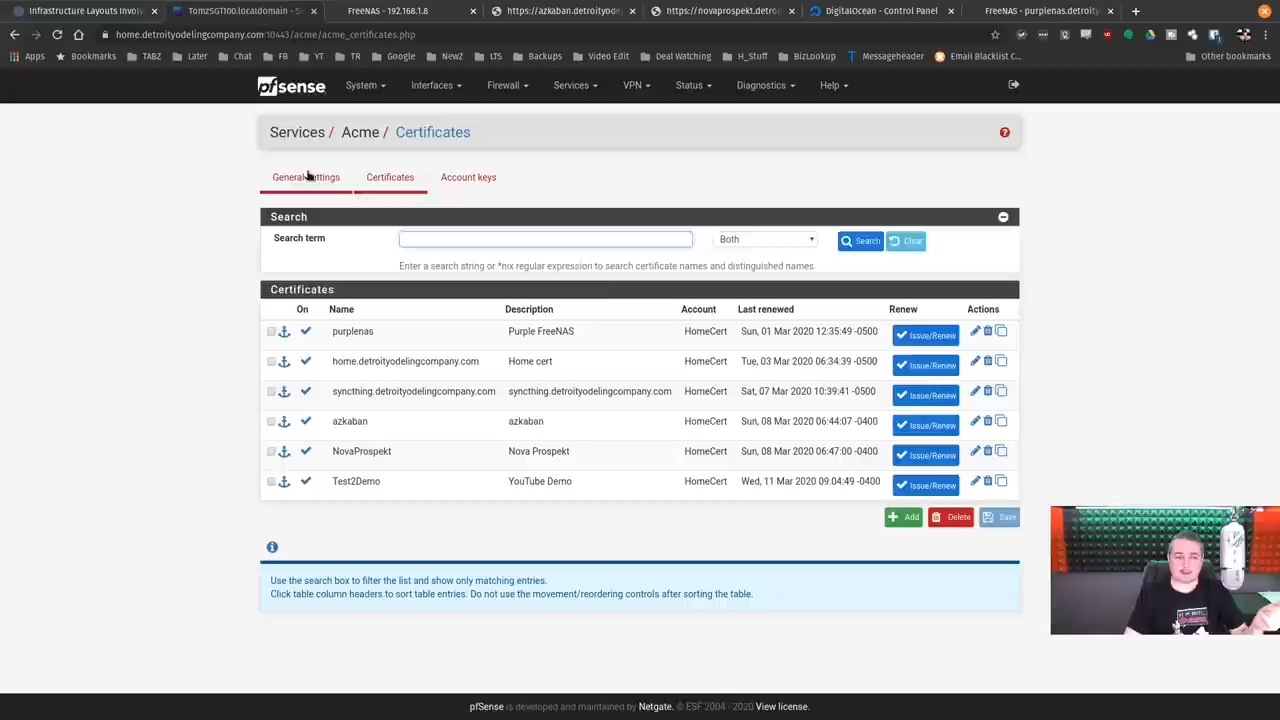 Infrastructure Layouts Involv
TomzSG1100.localdomain - S
FreeNAS - 192.168.1.8
https://azkaban.detroityode
https://novaprospekt.detro
DigitalOcean - Control Panel
FreeNAS - purplenas.detroity
home.detroityodelingcompany.com:10443/acme/acme_certificates.php
Apps
Bookmarks
TABZ
Later
Chat
FB
YT
TR
Google
NewZ
LTS
Backups
Video Edit
Deal Watching
H_Stuff
BizLookup
Messageheader
Email Blacklist C...
Other bookmarks
pfsense
System
Interfaces
Firewall
Services
VPN
Status
Diagnostics
Help
Services / Acme / Certificates
General settings
Certificates
Account keys
Search
Search term
Both
Search
Clear
Enter a search string or *nix regular expression to search certificate names and distinguished names.
Certificates
On Name Description Account Last renewed Renew Actions
purplenas Purple FreeNAS HomeCert Sun, 01 Mar 2020 12:35:49 -0500 Issue/Renew
home.detroityodelingcompany.com Home cert HomeCert Tue, 03 Mar 2020 06:34:39 -0500 Issue/Renew
syncthing.detroityodelingcompany.com syncthing.detroityodelingcompany.com HomeCert Sat, 07 Mar 2020 10:39:41 -0500 Issue/Renew
azkaban azkaban HomeCert Sun, 08 Mar 2020 06:44:07 -0400 Issue/Renew
NovaProspekt Nova Prospekt HomeCert Sun, 08 Mar 2020 06:47:00 -0400 Issue/Renew
Test2Demo YouTube Demo HomeCert Wed, 11 Mar 2020 09:04:49 -0400 Issue/Renew
Add
Delete
Save
Use the search box to filter the list and show only matching entries.
Click table column headers to sort table entries. Do not use the movement/reordering controls after sorting the table.
pfSense is developed and maintained by Netgate. © ESF 2004 - 2020 View license.